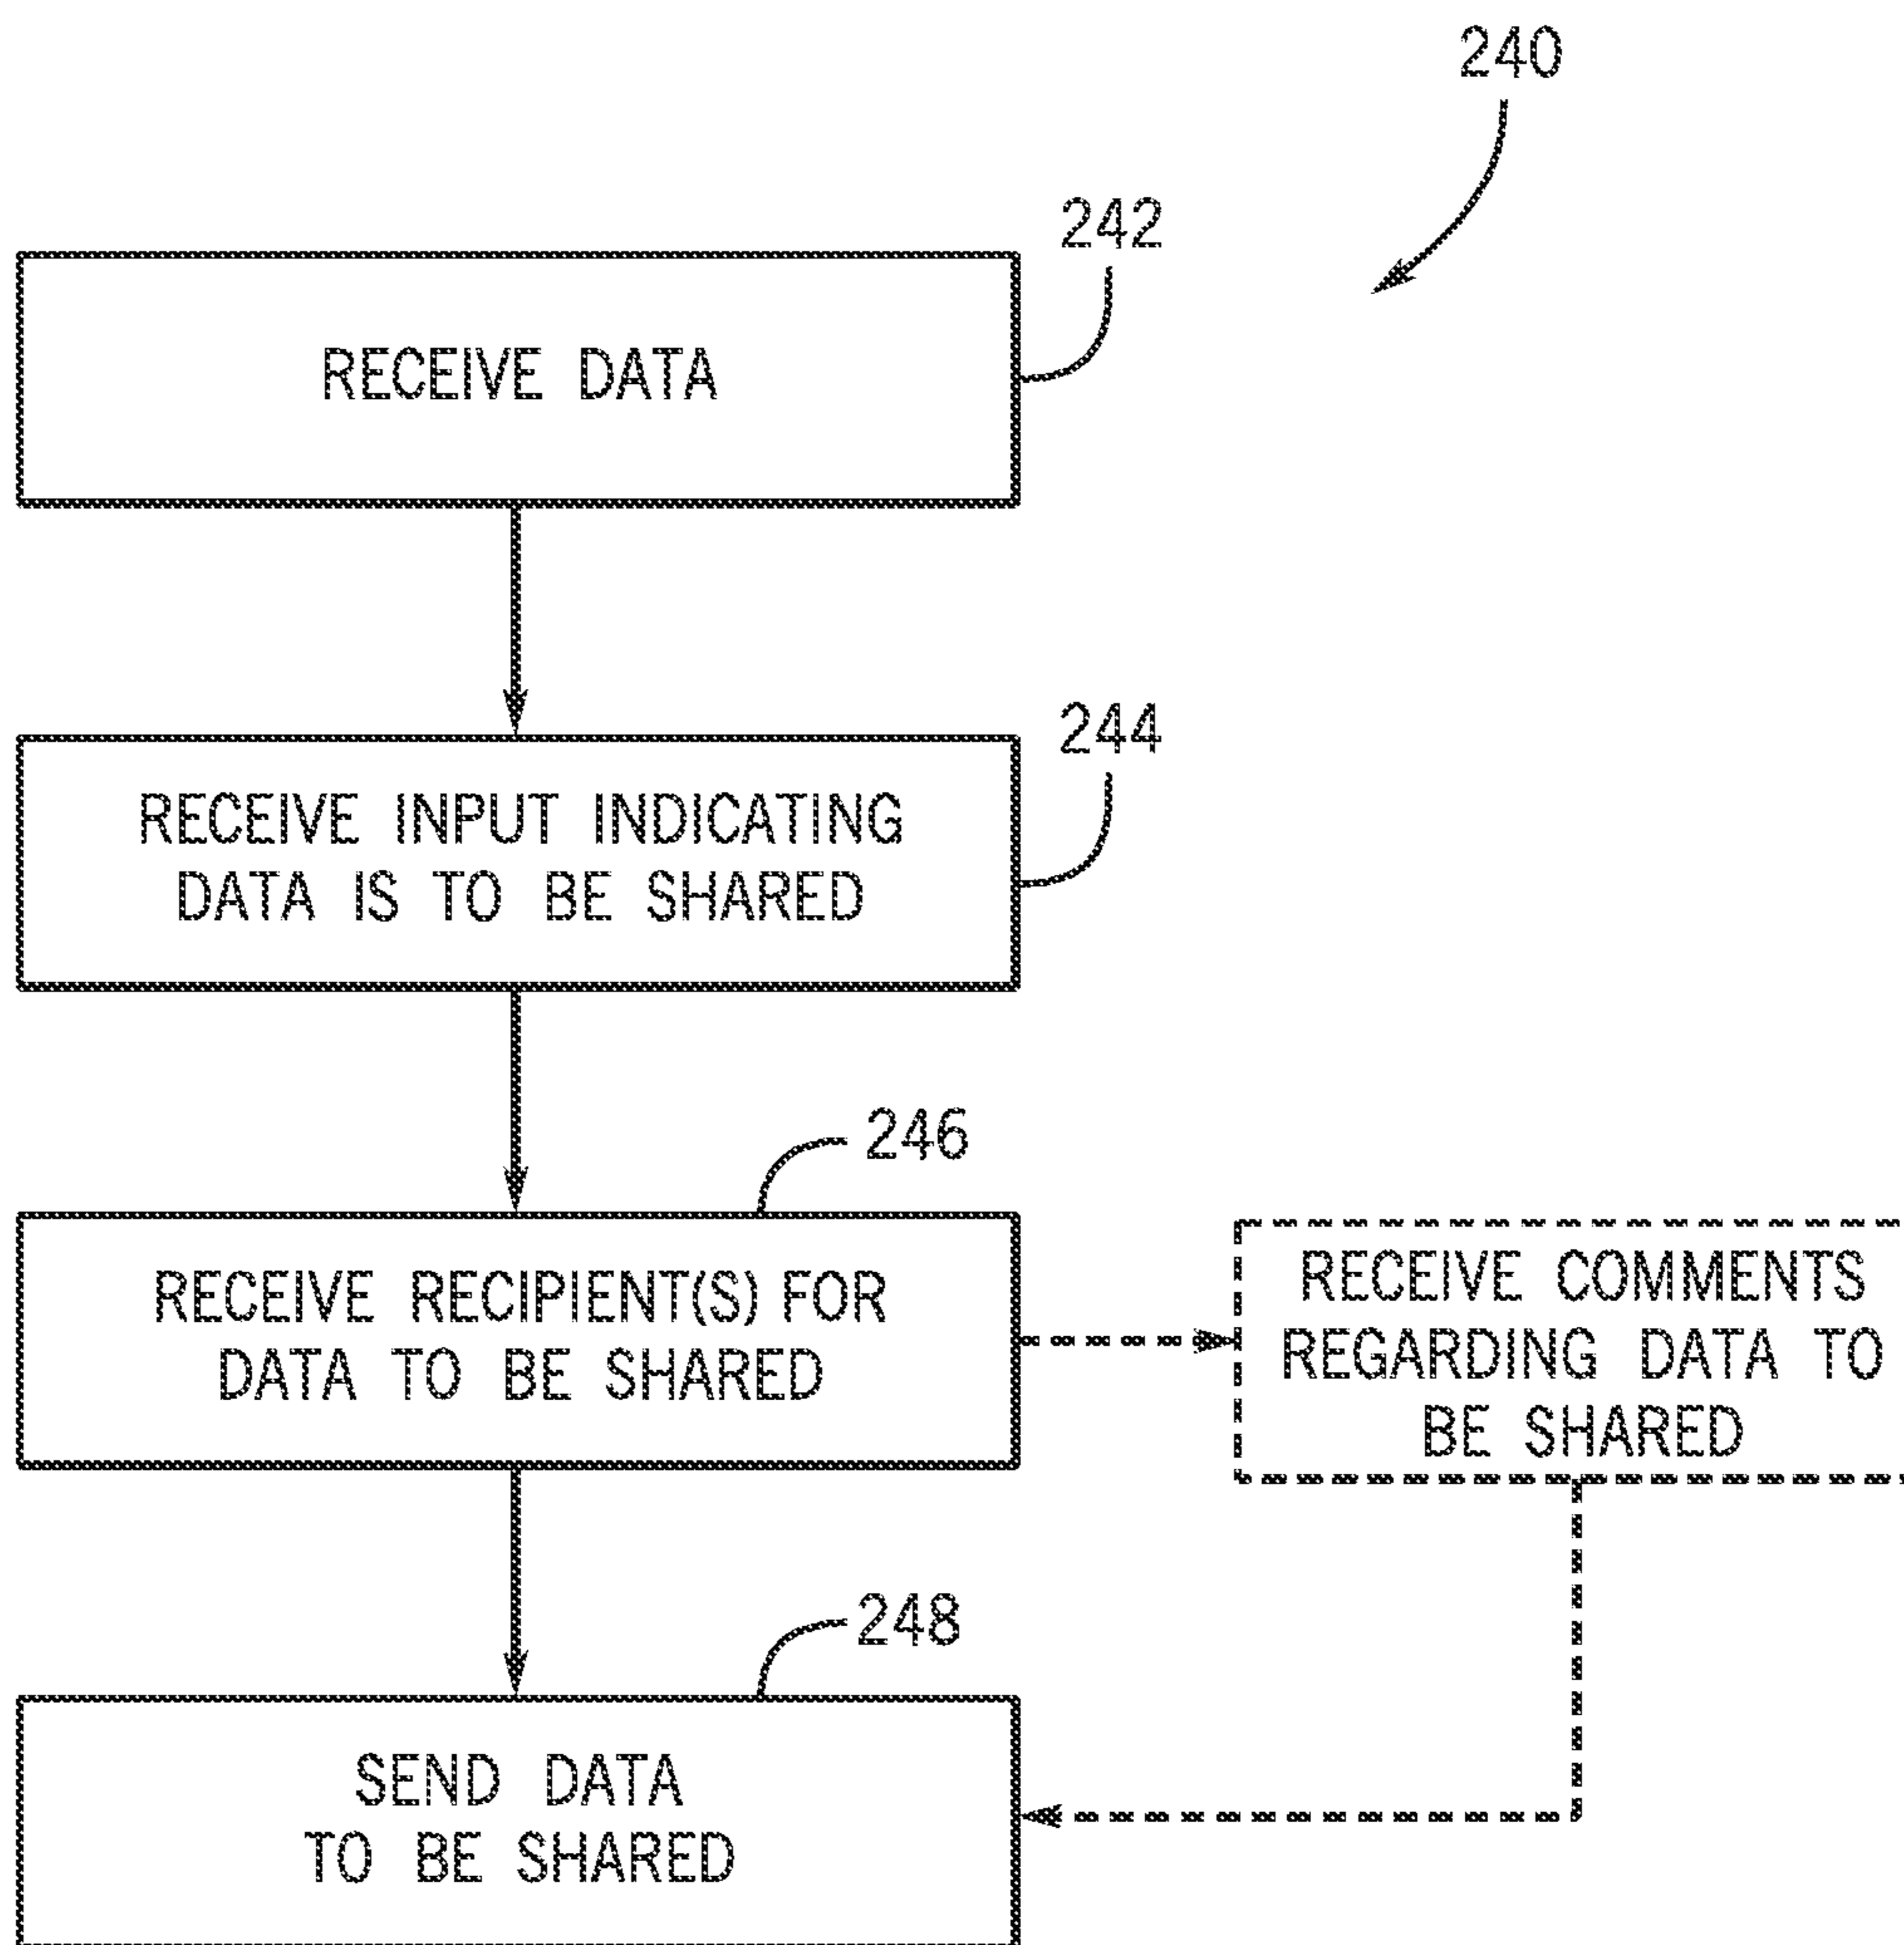 240
242
RECEIVE DATA
244
RECEIVE INPUT INDICATING
DATA IS TO BE SHARED
246
RECEIVE RECIPIENT(S) FOR
DATA TO BE SHARED
RECEIVE COMMENTS
REGARDING DATA TO
BE SHARED
248
SEND DATA
TO BE SHARED